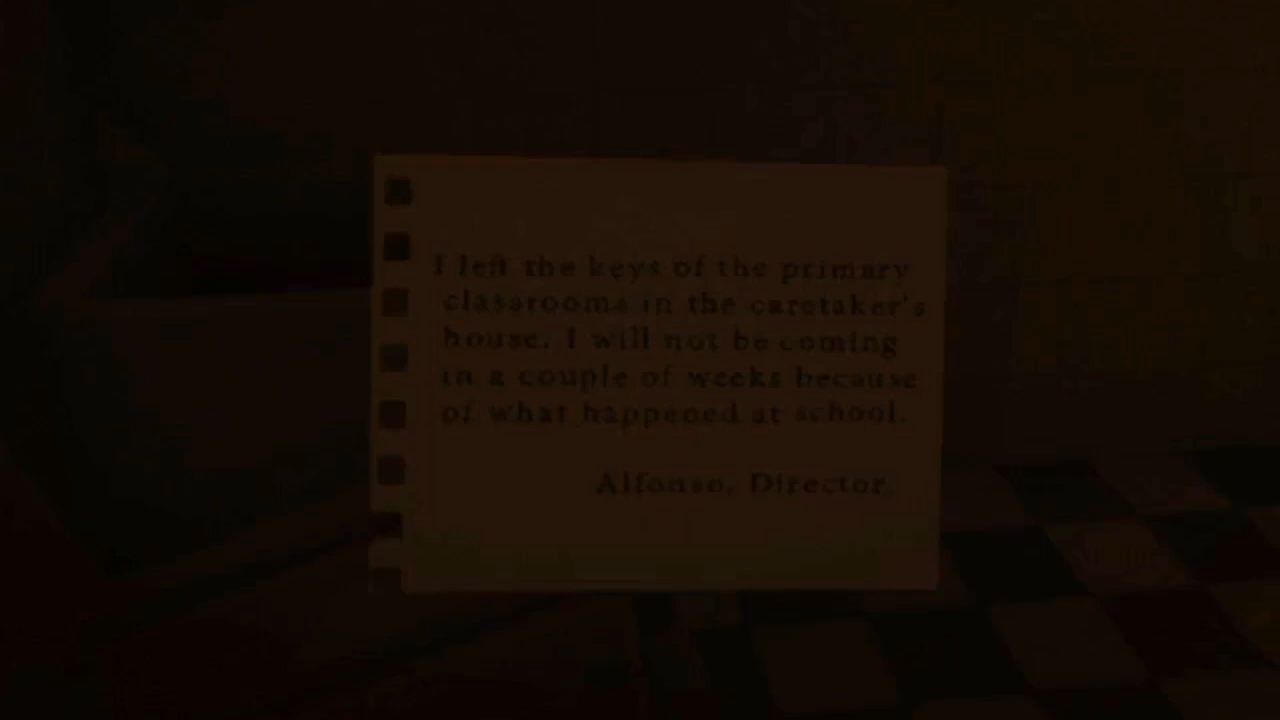 I left the keys of the primary
classrooms in the caretaker's
house. I will not be coming
in a couple of weeks because
of what happened at school.
Alfonso, Director.